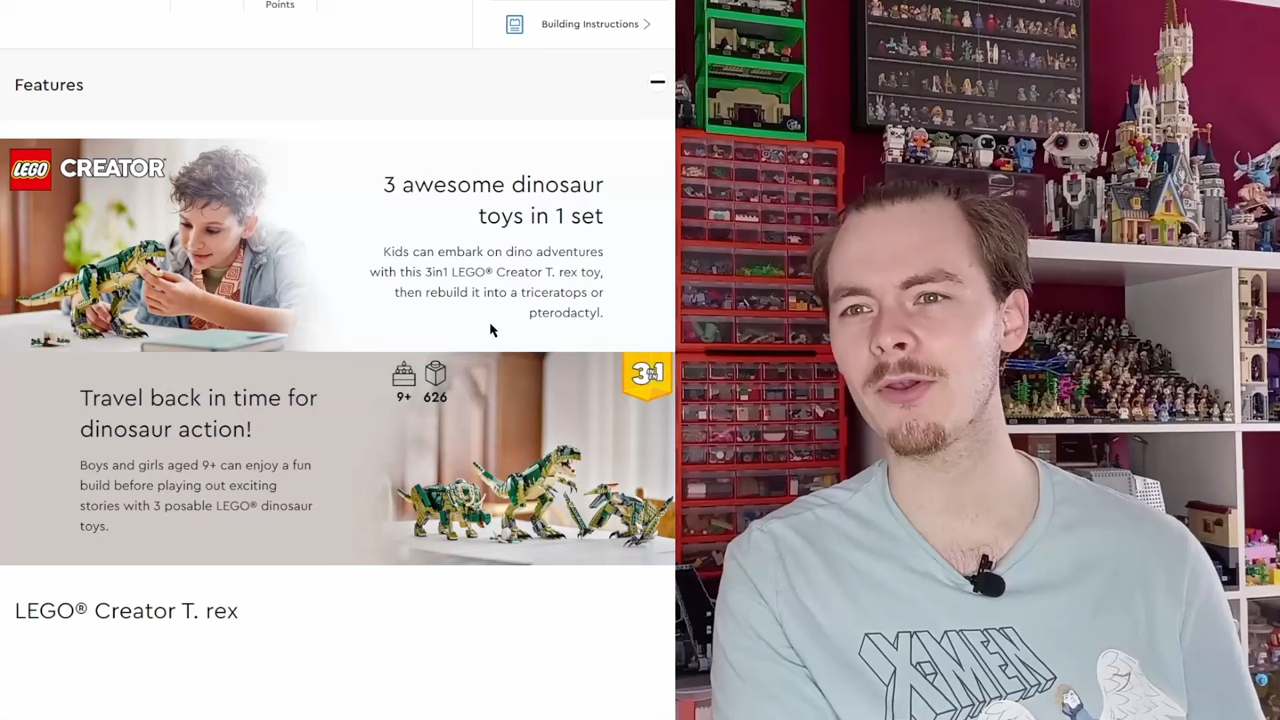 Points
Building Instructions
Features
LEGO CREATOR
3 awesome dinosaur
toys in 1 set
Kids can embark on dino adventures
with this 3in1 LEGO® Creator T. rex toy,
then rebuild it into a triceratops or
pterodactyl.
9+ 626
3 IN 1
Travel back in time for
dinosaur action!
Boys and girls aged 9+ can enjoy a fun
build before playing out exciting
stories with 3 posable LEGO® dinosaur
toys.
LEGO® Creator T. rex
X-MEN